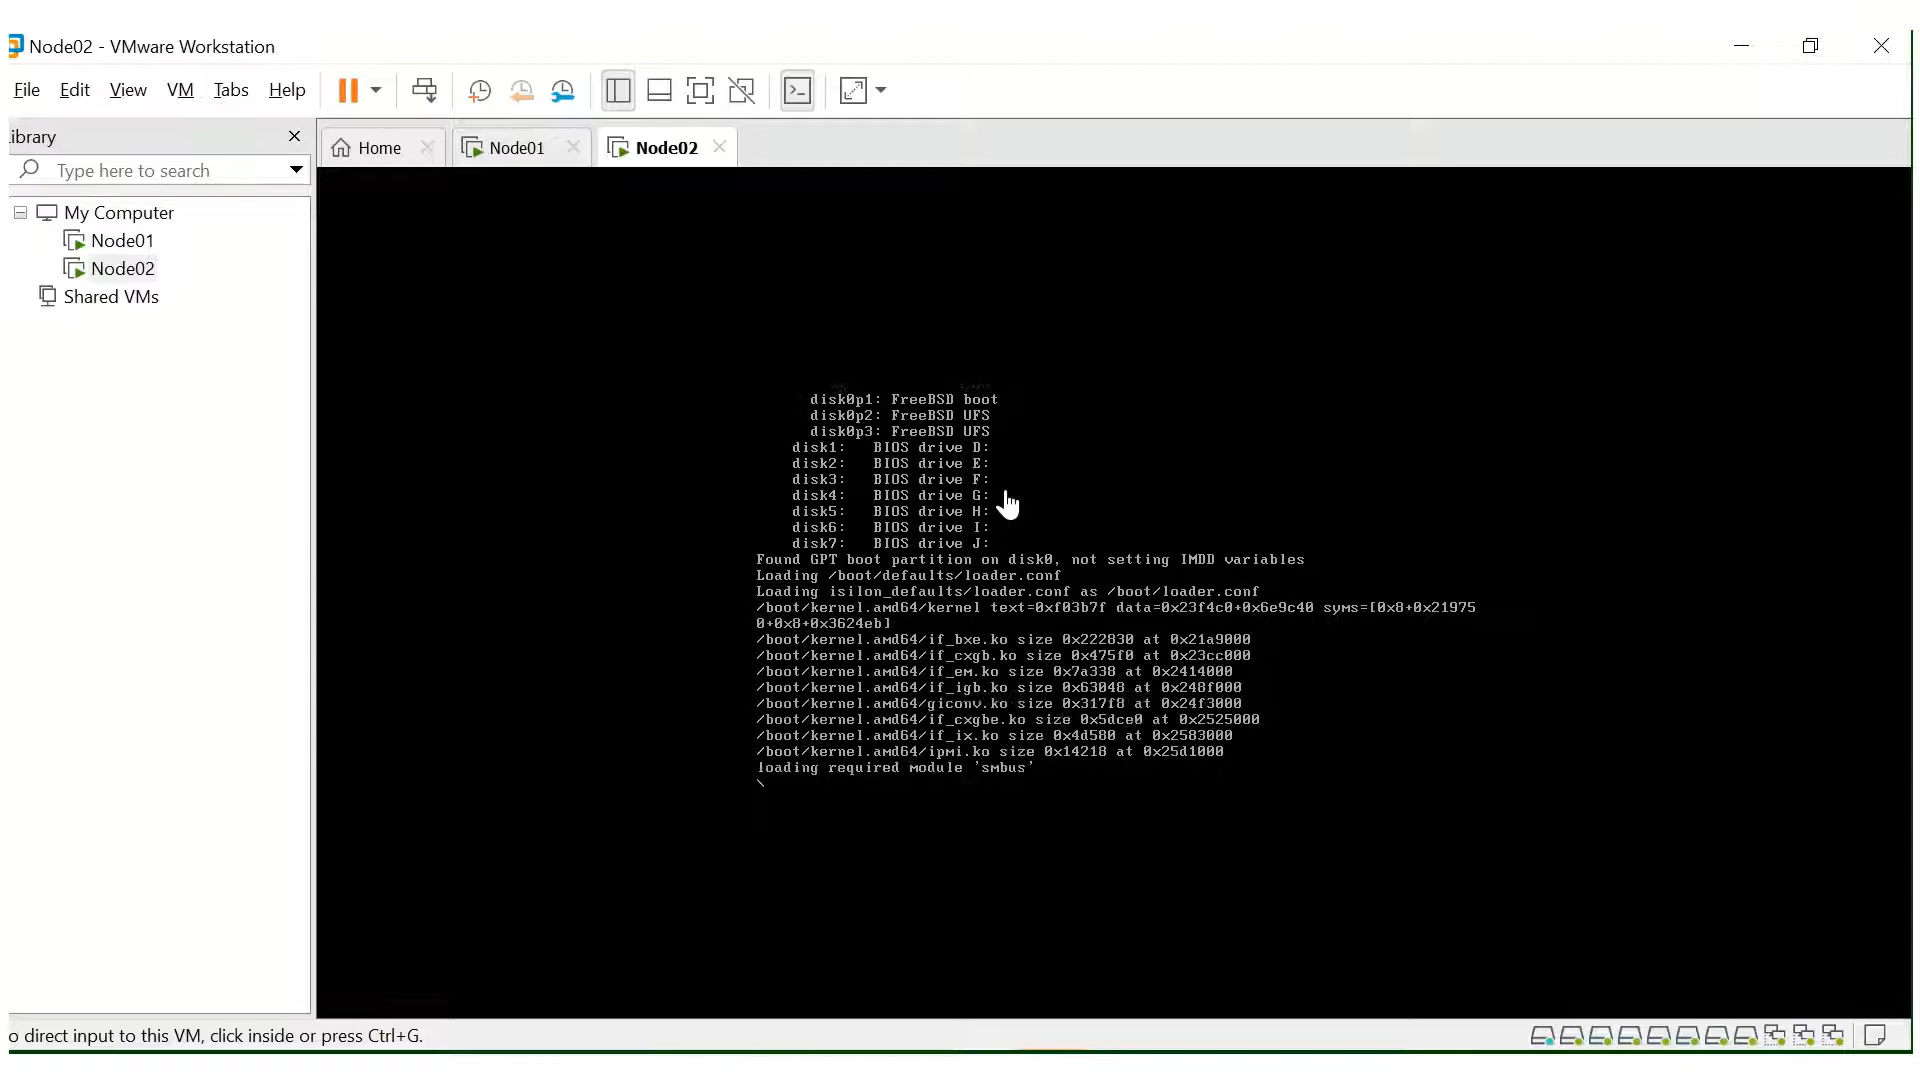 Node02 - VMware Workstation
File Edit View VM Tabs Help
ibrary
Home
Node01
Node02
Type here to search
My Computer
Node01
Node02
Shared VMs
disk0p1: FreeBSD boot
disk0p2: FreeBSD UFS
disk0p3: FreeBSD UFS
disk1: BIOS drive D:
disk2: BIOS drive E:
disk3: BIOS drive F:
disk4: BIOS drive G:
disk5: BIOS drive H:
disk6: BIOS drive I:
disk7: BIOS drive J:
Found GPT boot partition on disk0, not setting IMDD variables
Loading /boot/defaults/loader.conf
Loading isilon_defaults/loader.conf as /boot/loader.conf
/boot/kernel.amd64/kernel text=0xf03b7f data=0x23f4c0+0x6e9c40 syms=[0x8+0x21975
0+0x8+0x3624eb]
/boot/kernel.amd64/if_bxe.ko size 0x222830 at 0x21a9000
/boot/kernel.amd64/if_cxgb.ko size 0x475f0 at 0x23cc000
/boot/kernel.amd64/if_em.ko size 0x7a338 at 0x2414000
/boot/kernel.amd64/if_igb.ko size 0x63048 at 0x248f000
/boot/kernel.amd64/giconv.ko size 0x317f8 at 0x24f3000
/boot/kernel.amd64/if_cxgbe.ko size 0x5dce0 at 0x2525000
/boot/kernel.amd64/if_ix.ko size 0x4d580 at 0x2583000
/boot/kernel.amd64/ipmi.ko size 0x14218 at 0x25d1000
loading required module 'smbus'
\
o direct input to this VM, click inside or press Ctrl+G.